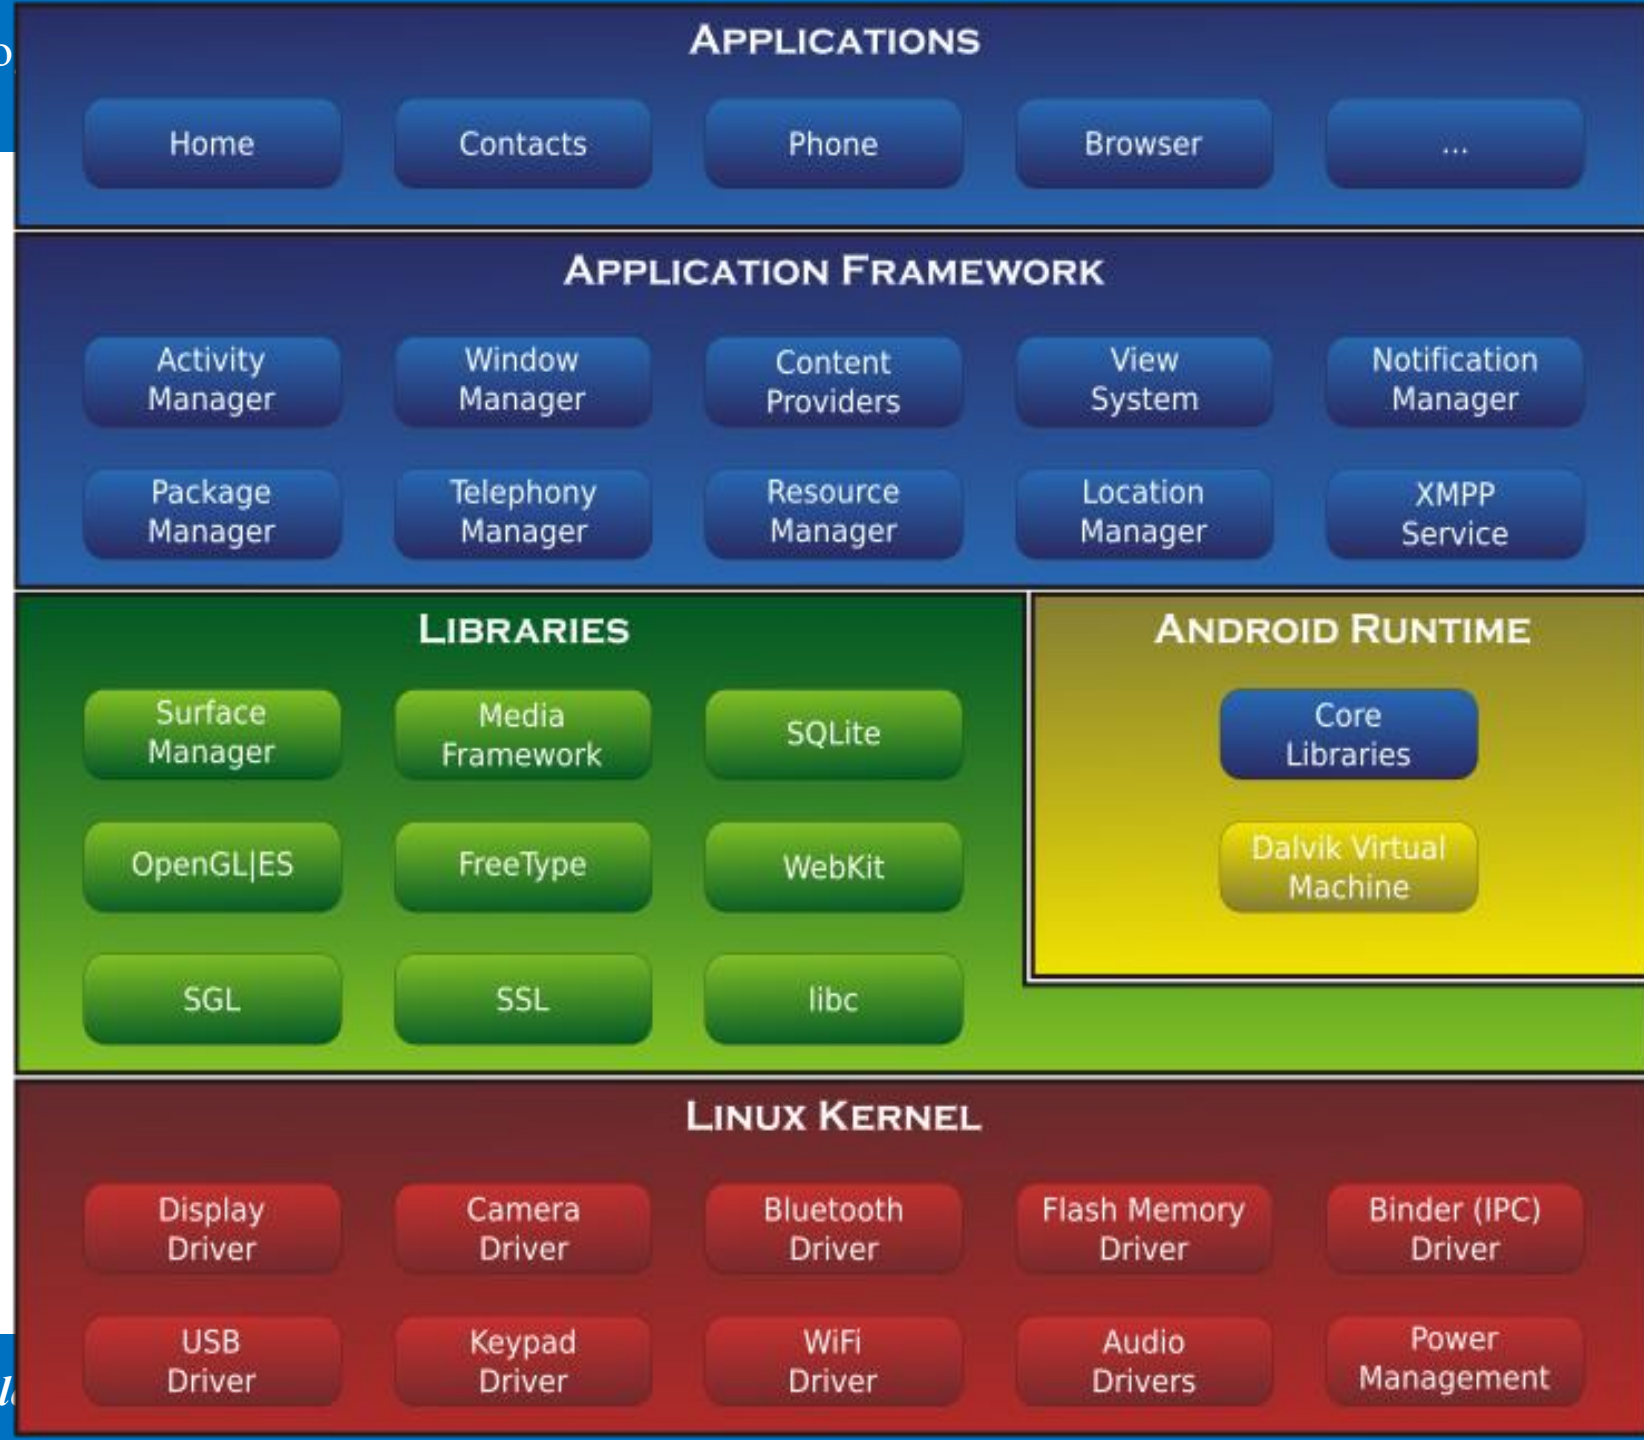 APPLICATIONS
Home
Contacts
Phone
Browser
...
APPLICATION FRAMEWORK
Activity
Manager
Window
Manager
Content
Providers
View
System
Notification
Manager
Package
Manager
Telephony
Manager
Resource
Manager
Location
Manager
XMPP
Service
LIBRARIES
Surface
Manager
Media
Framework
SQLite
OpenGL|ES
FreeType
WebKit
SGL
SSL
libc
ANDROID RUNTIME
Core
Libraries
Dalvik Virtual
Machine
LINUX KERNEL
Display
Driver
Camera
Driver
Bluetooth
Driver
Flash Memory
Driver
Binder (IPC)
Driver
USB
Driver
Keypad
Driver
WiFi
Driver
Audio
Drivers
Power
Management